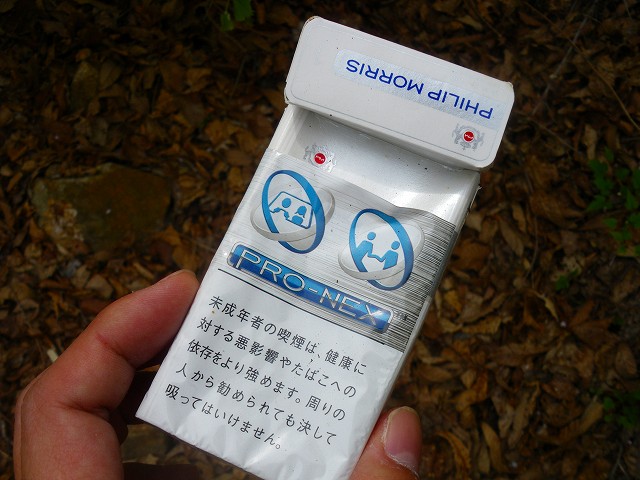 PHILIP MORRIS
PRO-NEX
未成年者の喫煙は、健康に
対する悪影響やたばこへの
依存をより強めます。周りの
人から勧められても決して
吸ってはいけません。